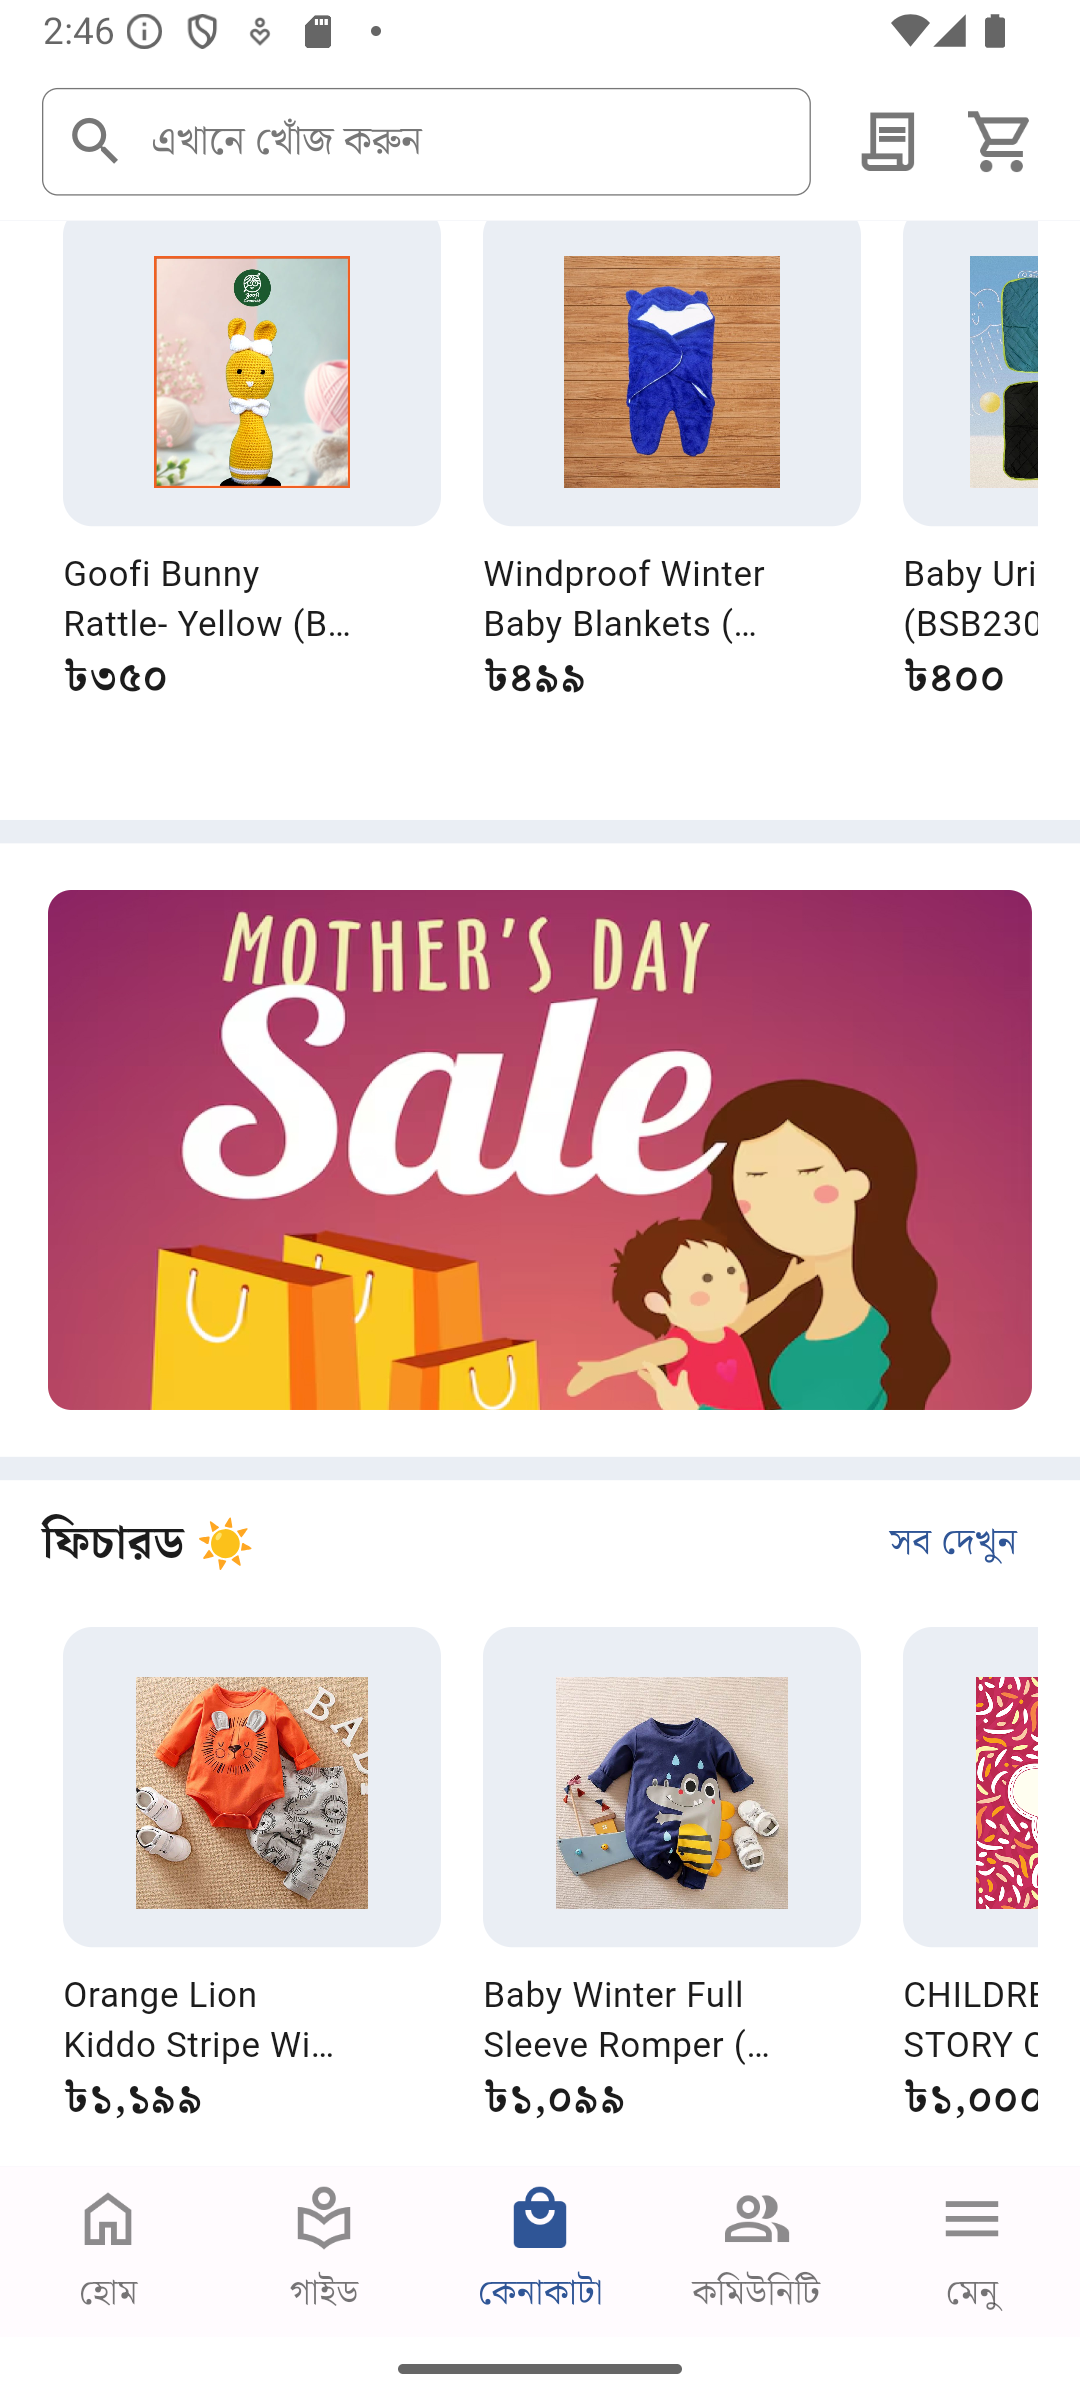 2:46
এখানে খোঁজ করুন
Goofi Bunny
Rattle- Yellow (B...
৳৩৫০
Windproof Winter
Baby Blankets (...
৳৪৯৯
Baby Uri
(BSB230
৳৪০০
MOTHER'S DAY
Sale
ফিচারড
সব দেখুন
BAD
Orange Lion
Kiddo Stripe Wi...
৳১,১৯৯
Baby Winter Full
Sleeve Romper (...
৳১,০৯৯
CHILDRE
STORY C
৳১,০০০
হোম
গাইড
কেনাকাটা
কমিউনিটি
মেনু